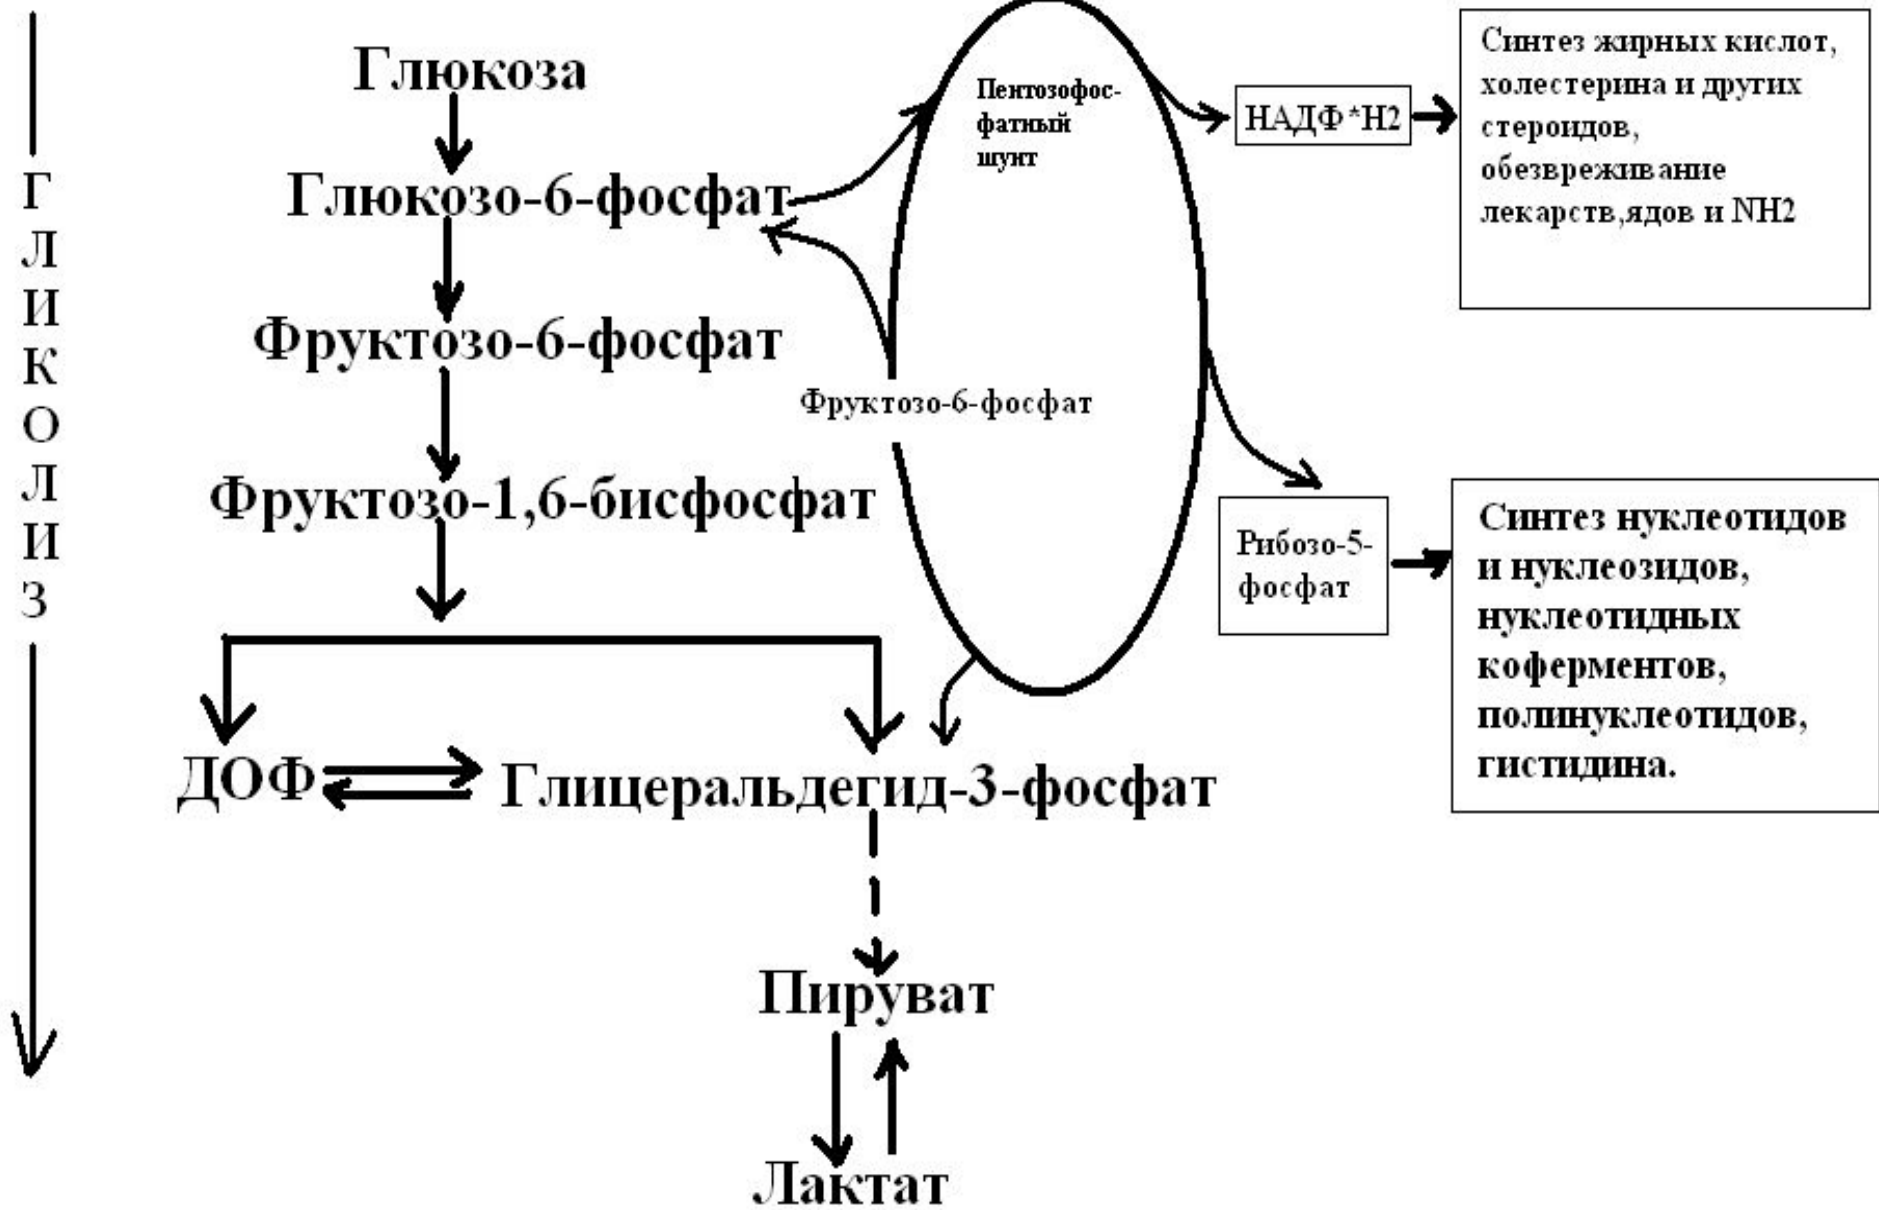 ГЛИКОЛИЗ
Глюкоза
Глюкозо-6-фосфат
Фруктозо-6-фосфат
Фруктозо-1,6-бисфосфат
ДОФ
Глицеральдегид-3-фосфат
Пируват
Лактат
Пентозофос-
фатный
шунт
Фруктозо-6-фосфат
НАДФ*Н2
Синтез жирных кислот,
холестерина и других
стероидов,
обезвреживание
лекарств,ядов и NH2
Рибозо-5-
фосфат
Синтез нуклеотидов
и нуклеозидов,
нуклеотидных
коферментов,
полинуклеотидов,
гистидина.